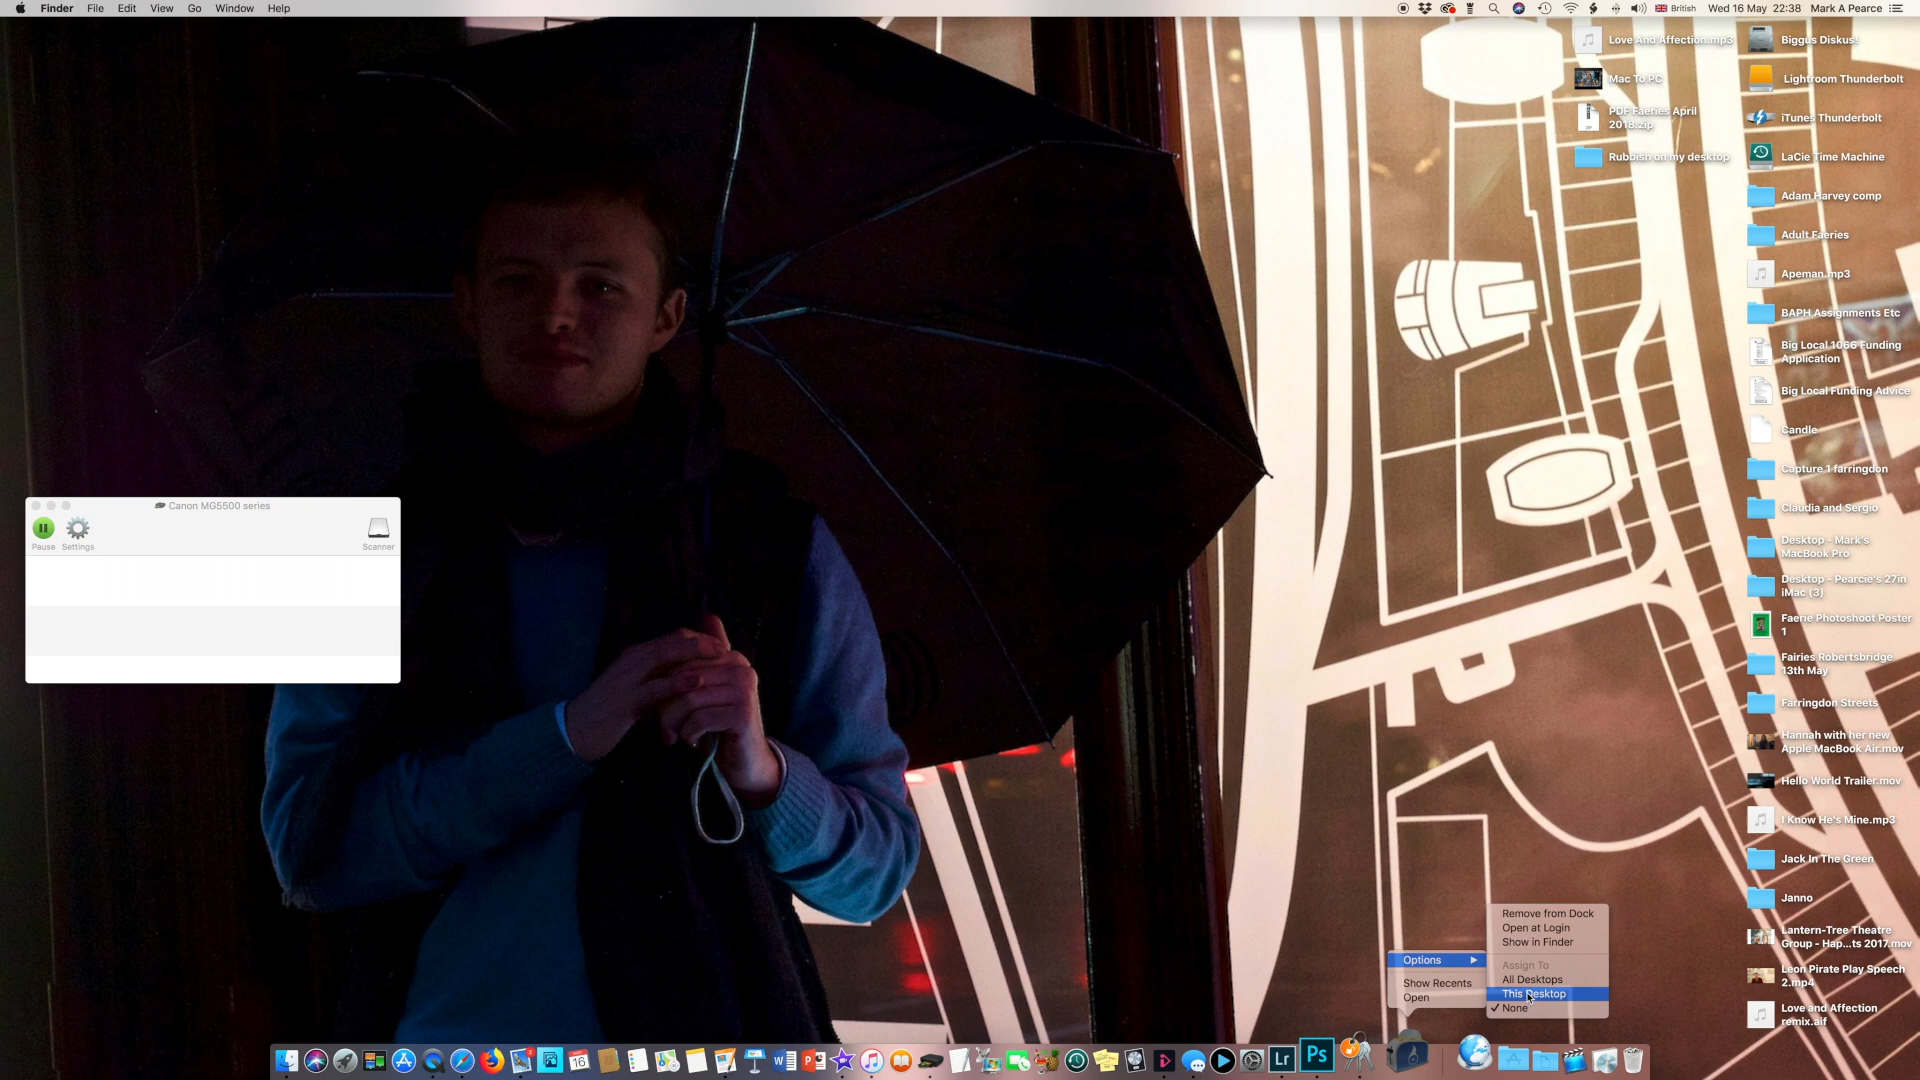 Finder File Edit View Go Window Help
British Wed 16 May 22:38 Mark A Pearce
Love And Affection.mp3
Mac To PC
PDF Faeries April
2018.zip
Rubbish on my desktop
Biggus Diskus!
Lightroom Thunderbolt
iTunes Thunderbolt
LaCie Time Machine
Adam Harvey comp
Adult Faeries
Apeman.mp3
BAPH Assignments Etc
Big Local 1066 Funding
Application
Big Local Funding Advice
Candle
Capture 1 farringdon
Claudia and Sergio
Desktop - Mark's
MacBook Pro
Desktop - Pearcie's 27in
iMac (3)
Faerie Photoshoot Poster
1
Fairies Robertsbridge
13th May
Farringdon Streets
Hannah with her new
Apple MacBook Air.mov
Hello World Trailer.mov
I Know He's Mine.mp3
Jack In The Green
Janno
Lantern-Tree Theatre
Group - Hap...ts 2017.mov
Leon Pirate Play Speech
2.mp4
Love and Affection
remix.aif
Canon MG5500 series
Pause Settings Scanner
Options
Show Recents
Open
Remove from Dock
Open at Login
Show in Finder
Assign To
All Desktops
This Desktop
None
16
Lr
Ps